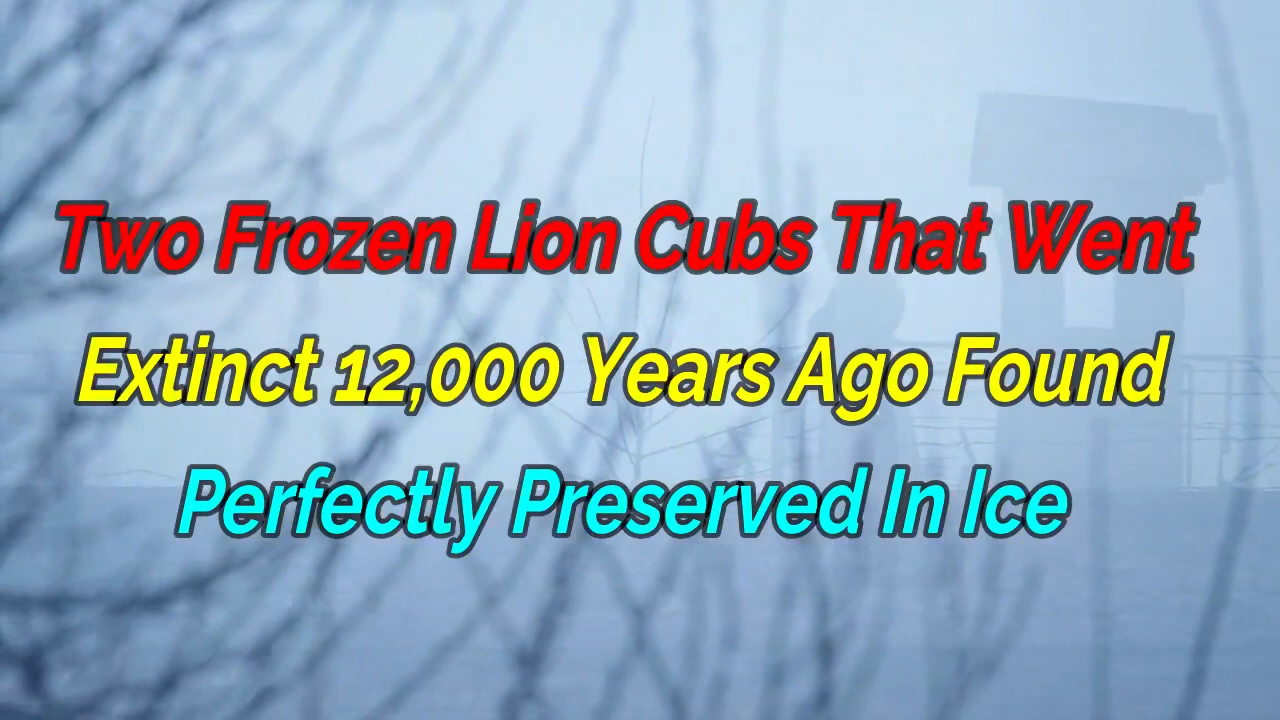 Two Frozen Lion Cubs That Went
Extinct 12,000 Years Ago Found
Perfectly Preserved In Ice